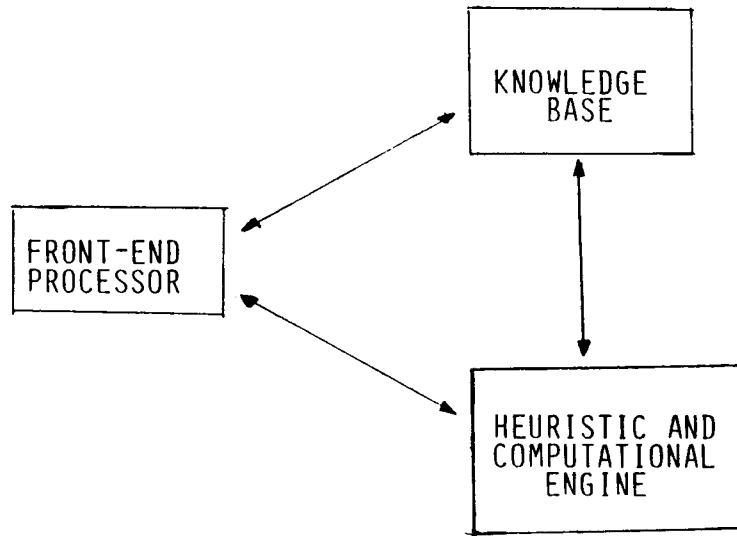 KNOWLEDGE
BASE
FRONT-END
PROCESSOR
HEURISTIC AND
COMPUTATIONAL
ENGINE